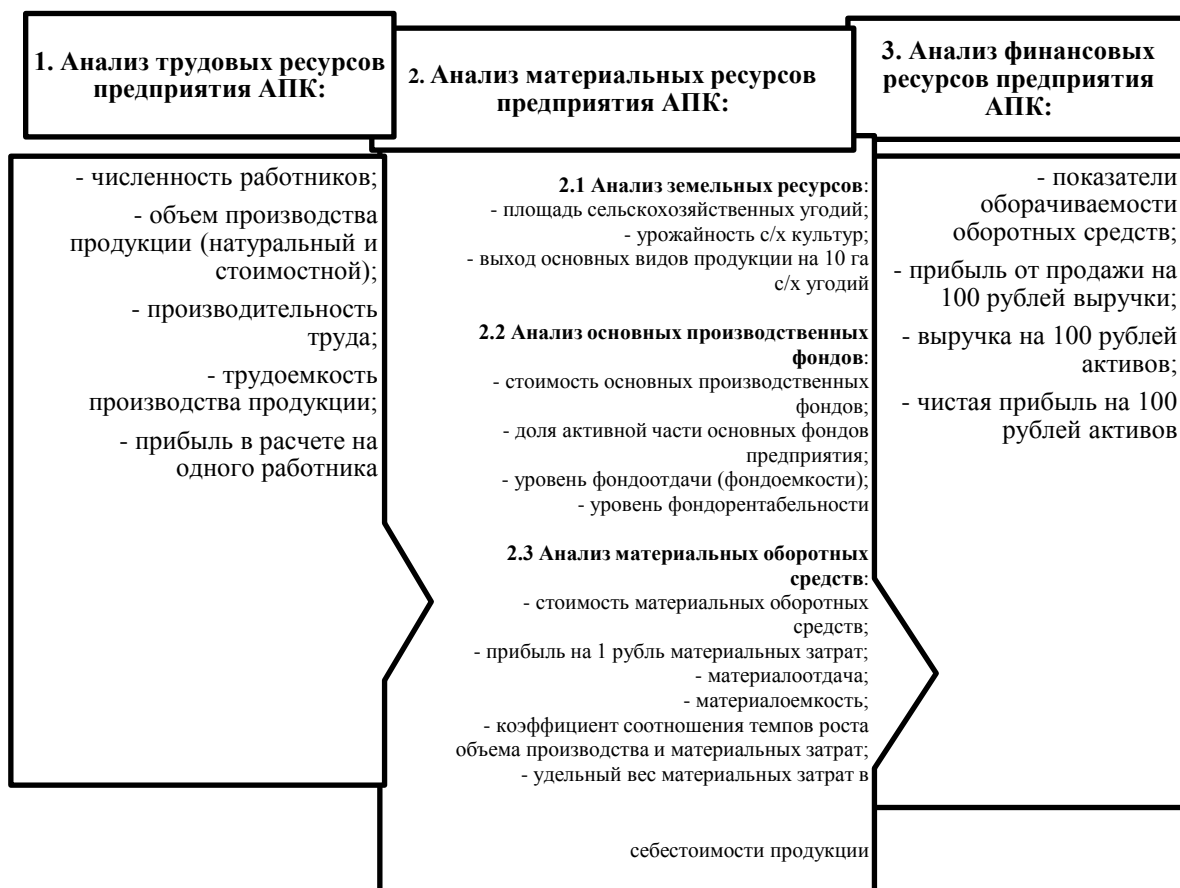 1. Анализ трудовых ресурсов
предприятия АПК:
- численность работников;
- объем производства
продукции (натуральный и
стоимостной);
- производительность
труда;
- трудоемкость
производства продукции;
- прибыль в расчете на
одного работника
2. Анализ материальных ресурсов
предприятия АПК:
2.1 Анализ земельных ресурсов:
- площадь сельскохозяйственных угодий;
- урожайность с/х культур;
- выход основных видов продукции на 10 га
с/х угодий
2.2 Анализ основных производственных
фондов:
- стоимость основных производственных
фондов;
- доля активной части основных фондов
предприятия;
- уровень фондоотдачи (фондоемкости);
- уровень фондорентабельности
2.3 Анализ материальных оборотных
средств:
- стоимость материальных оборотных
средств;
- прибыль на 1 рубль материальных затрат;
- материалоотдача;
- материалоемкость;
- коэффициент соотношения темпов роста
объема производства и материальных затрат;
- удельный вес материальных затрат в
себестоимости продукции
3. Анализ финансовых
ресурсов предприятия
АПК:
- показатели
оборачиваемости
оборотных средств;
- прибыль от продажи на
100 рублей выручки;
- выручка на 100 рублей
активов;
- чистая прибыль на 100
рублей активов